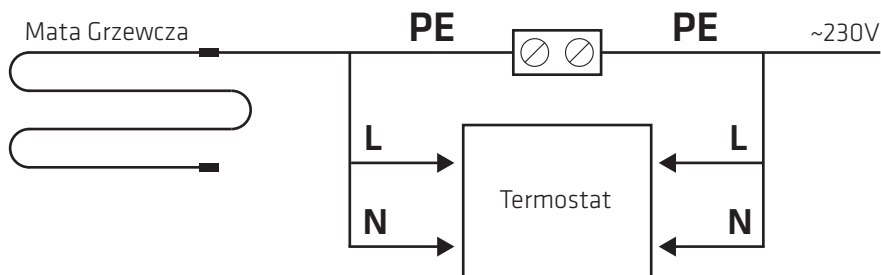 Mata Grzewcza
PE
PE
~230V
L
L
Termostat
N
N